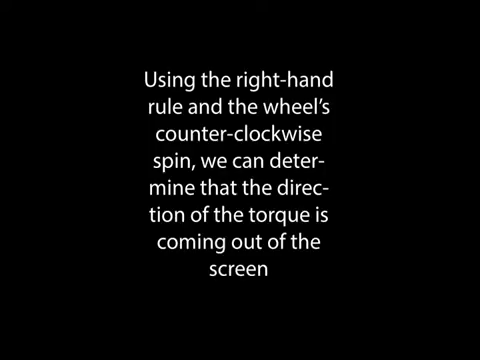 Using the right-hand
rule and the wheel’s
counter-clockwise
spin, we can deter-
mine that the direc-
tion of the torque is
coming out of the
screen